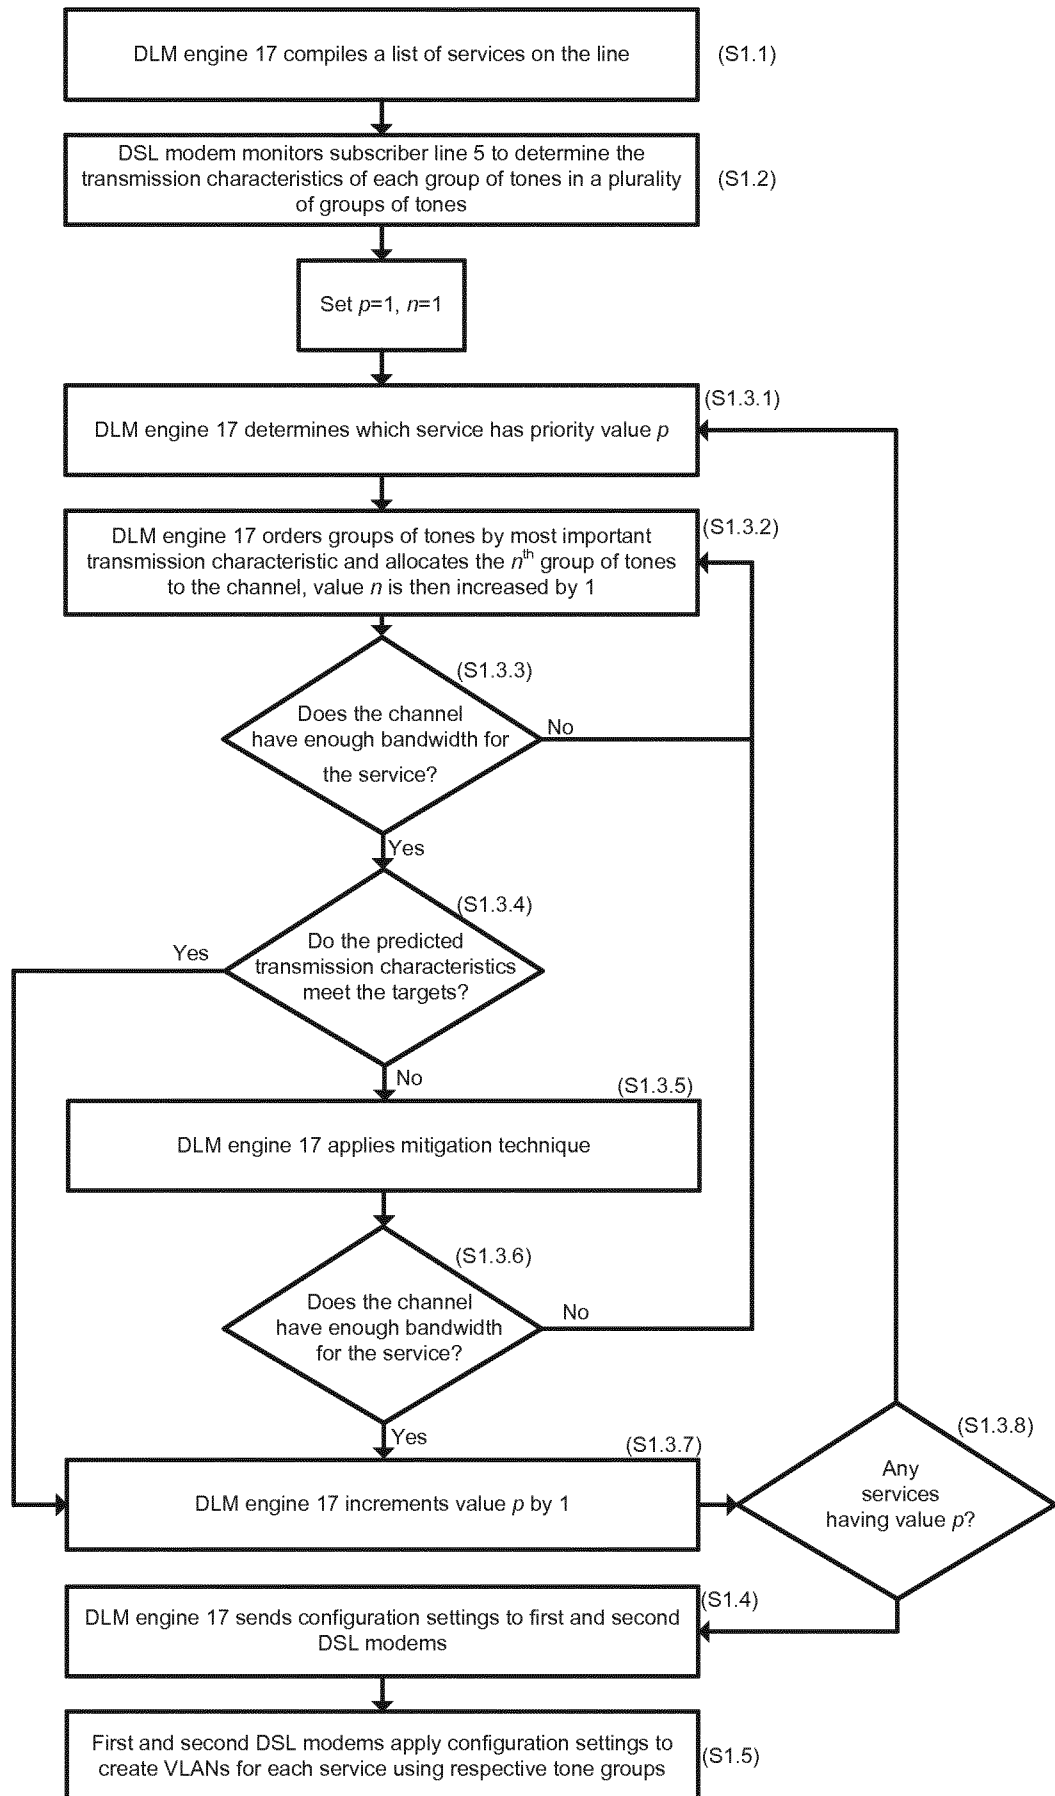 DLM engine 17 compiles a list of services on the line
(S1.1)
DSL modem monitors subscriber line 5 to determine the
transmission characteristics of each group of tones in a plurality
of groups of tones
(S1.2)
Set p=1, n=1
(S1.3.1)
DLM engine 17 determines which service has priority value p
(S1.3.2)
DLM engine 17 orders groups of tones by most important
transmission characteristic and allocates the nth group of tones
to the channel, value n is then increased by 1
(S1.3.3)
Does the channel
have enough bandwidth for
the service?
No
Yes
(S1.3.4)
Do the predicted
transmission characteristics
meet the targets?
Yes
No
(S1.3.5)
DLM engine 17 applies mitigation technique
(S1.3.6)
Does the channel
have enough bandwidth
for the service?
No
Yes
(S1.3.7)
DLM engine 17 increments value p by 1
(S1.3.8)
Any
services
having value p?
(S1.4)
DLM engine 17 sends configuration settings to first and second
DSL modems
First and second DSL modems apply configuration settings to
create VLANs for each service using respective tone groups
(S1.5)